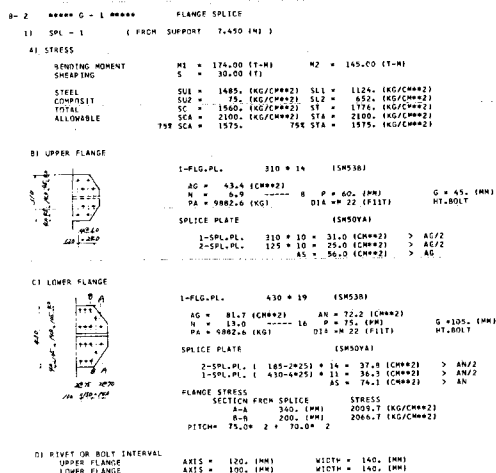 8- 2 ***** G - 1 ***** FLANGE SPLICE
1) SPL - 1 ( FROM SUPPORT 7.450 (M) )
A) STRESS
BENDING MOMENT M1 = 174.00 (T-M) M2 = 145.00 (T-M)
SHEARING S = 30.00 (T)
STEEL SU1 = 1485. (KG/CM**2) SL1 = 1124. (KG/CM**2)
COMPOSIT SU2 = 75. (KG/CM**2) SL2 = 652. (KG/CM**2)
TOTAL SC = 1560. (KG/CM**2) ST = 1776. (KG/CM**2)
ALLOWABLE SCA = 2100. (KG/CM**2) STA = 2100. (KG/CM**2)
75% SCA = 1575. 75% STA = 1575. (KG/CM**2)
B) UPPER FLANGE
1-FLG.PL. 310 * 14 (SM53B)
AG = 43.4 (CM**2)
N = 6.9 ----- 8 P = 60. (MM) G = 45. (MM)
PA = 9882.6 (KG) DIA =M 22 (F11T) HT.BOLT
SPLICE PLATE (SM50YA)
1-SPL.PL. 310 * 10 = 31.0 (CM**2) > AG/2
2-SPL.PL. 125 * 10 = 25.0 (CM**2) > AG/2
AS = 56.0 (CM**2) > AG
C) LOWER FLANGE
1-FLG.PL. 430 * 19 (SM53B)
AG = 81.7 (CM**2) AN = 72.2 (CM**2)
N = 13.0 ----- 16 P = 75. (MM) G =105. (MM)
PA = 9882.6 (KG) DIA =M 22 (F11T) HT.BOLT
SPLICE PLATE (SM50YA)
2-SPL.PL. ( 185-2*25) * 14 = 37.8 (CM**2) > AN/2
1-SPL.PL. ( 430-4*25) * 11 = 36.3 (CM**2) > AN/2
AS = 74.1 (CM**2) > AN
B A
B A
FLANGE STRESS
SECTION FROM SPLICE STRESS
A-A 340. (MM) 2009.7 (KG/CM**2)
B-B 200. (MM) 2066.7 (KG/CM**2)
PITCH= 75.0* 2 + 70.0* 2
D) RIVET OR BOLT INTERVAL
UPPER FLANGE AXIS = 120. (MM) WIDTH = 140. (MM)
LOWER FLANGE AXIS = 100. (MM) WIDTH = 140. (MM)